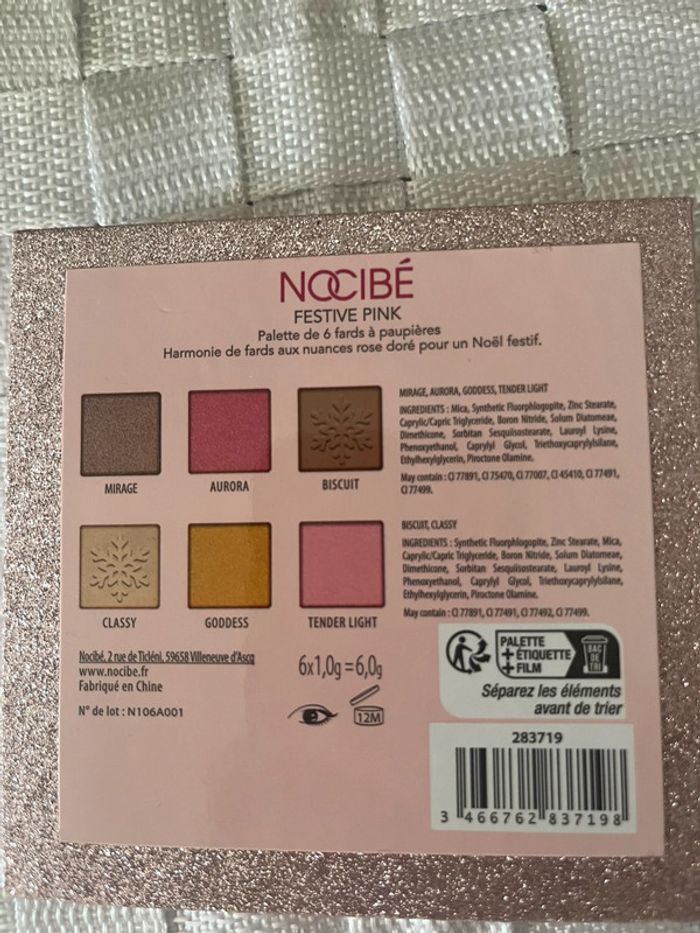 NOCIBÉ
FESTIVE PINK
Palette de 6 fards à paupières
Harmonie de fards aux nuances rose doré pour un Noël festif.
MIRAGE
AURORA
BISCUIT
CLASSY
GODDESS
TENDER LIGHT
MIRAGE, AURORA, GODDESS, TENDER LIGHT
INGREDIENTS : Mica, Synthetic Fluorphlogopite, Zinc Stearate,
Caprylic/Capric Triglyceride, Boron Nitride, Solum Diatomeae,
Dimethicone, Sorbitan Sesquiisostearate, Lauroyl Lysine,
Phenoxyethanol, Caprylyl Glycol, Triethoxycaprylylsilane,
Ethylhexylglycerin, Piroctone Olamine.
May contain : CI 77891, CI 75470, CI 77007, CI 45410, CI 77491,
CI 77499.
BISCUIT, CLASSY
INGREDIENTS : Synthetic Fluorphlogopite, Zinc Stearate, Mica,
Caprylic/Capric Triglyceride, Boron Nitride, Solum Diatomeae,
Dimethicone, Sorbitan Sesquiisostearate, Lauroyl Lysine,
Phenoxyethanol, Caprylyl Glycol, Triethoxycaprylylsilane,
Ethylhexylglycerin, Piroctone Olamine.
May contain : CI 77891, CI 77491, CI 77492, CI 77499.
Nocibé, 2 rue de Ticléni, 59658 Villeneuve d'Ascq
www.nocibe.fr
Fabriqué en Chine
N° de lot : N106A001
6x1,0g=6,0g
12M
PALETTE
+ÉTIQUETTE
+FILM
BAC
DE
TRI
Séparez les éléments
avant de trier
283719
3 466762 837198